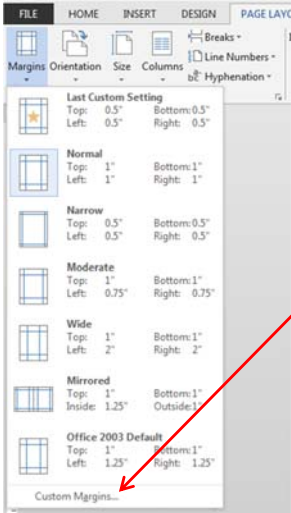 FILE HOME INSERT DESIGN PAGE LAYO
Breaks
Line Numbers
Margins Orientation Size Columns
Hyphenation
Last Custom Setting
Top: 0.5" Bottom: 0.5"
Left: 0.5" Right: 0.5"
Normal
Top: 1" Bottom: 1"
Left: 1" Right: 1"
Narrow
Top: 0.5" Bottom: 0.5"
Left: 0.5" Right: 0.5"
Moderate
Top: 1" Bottom: 1"
Left: 0.75" Right: 0.75"
Wide
Top: 1" Bottom: 1"
Left: 2" Right: 2"
Mirrored
Top: 1" Bottom: 1"
Inside: 1.25" Outside: 1"
Office 2003 Default
Top: 1" Bottom: 1"
Left: 1.25" Right: 1.25"
Custom Margins...